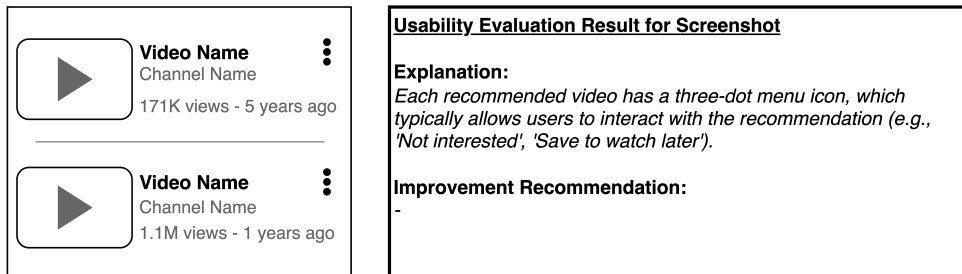 Video Name
Channel Name
171K views - 5 years ago
Video Name
Channel Name
1.1M views - 1 years ago
Usability Evaluation Result for Screenshot
Explanation:
Each recommended video has a three-dot menu icon, which
typically allows users to interact with the recommendation (e.g.,
'Not interested', 'Save to watch later').
Improvement Recommendation:
-